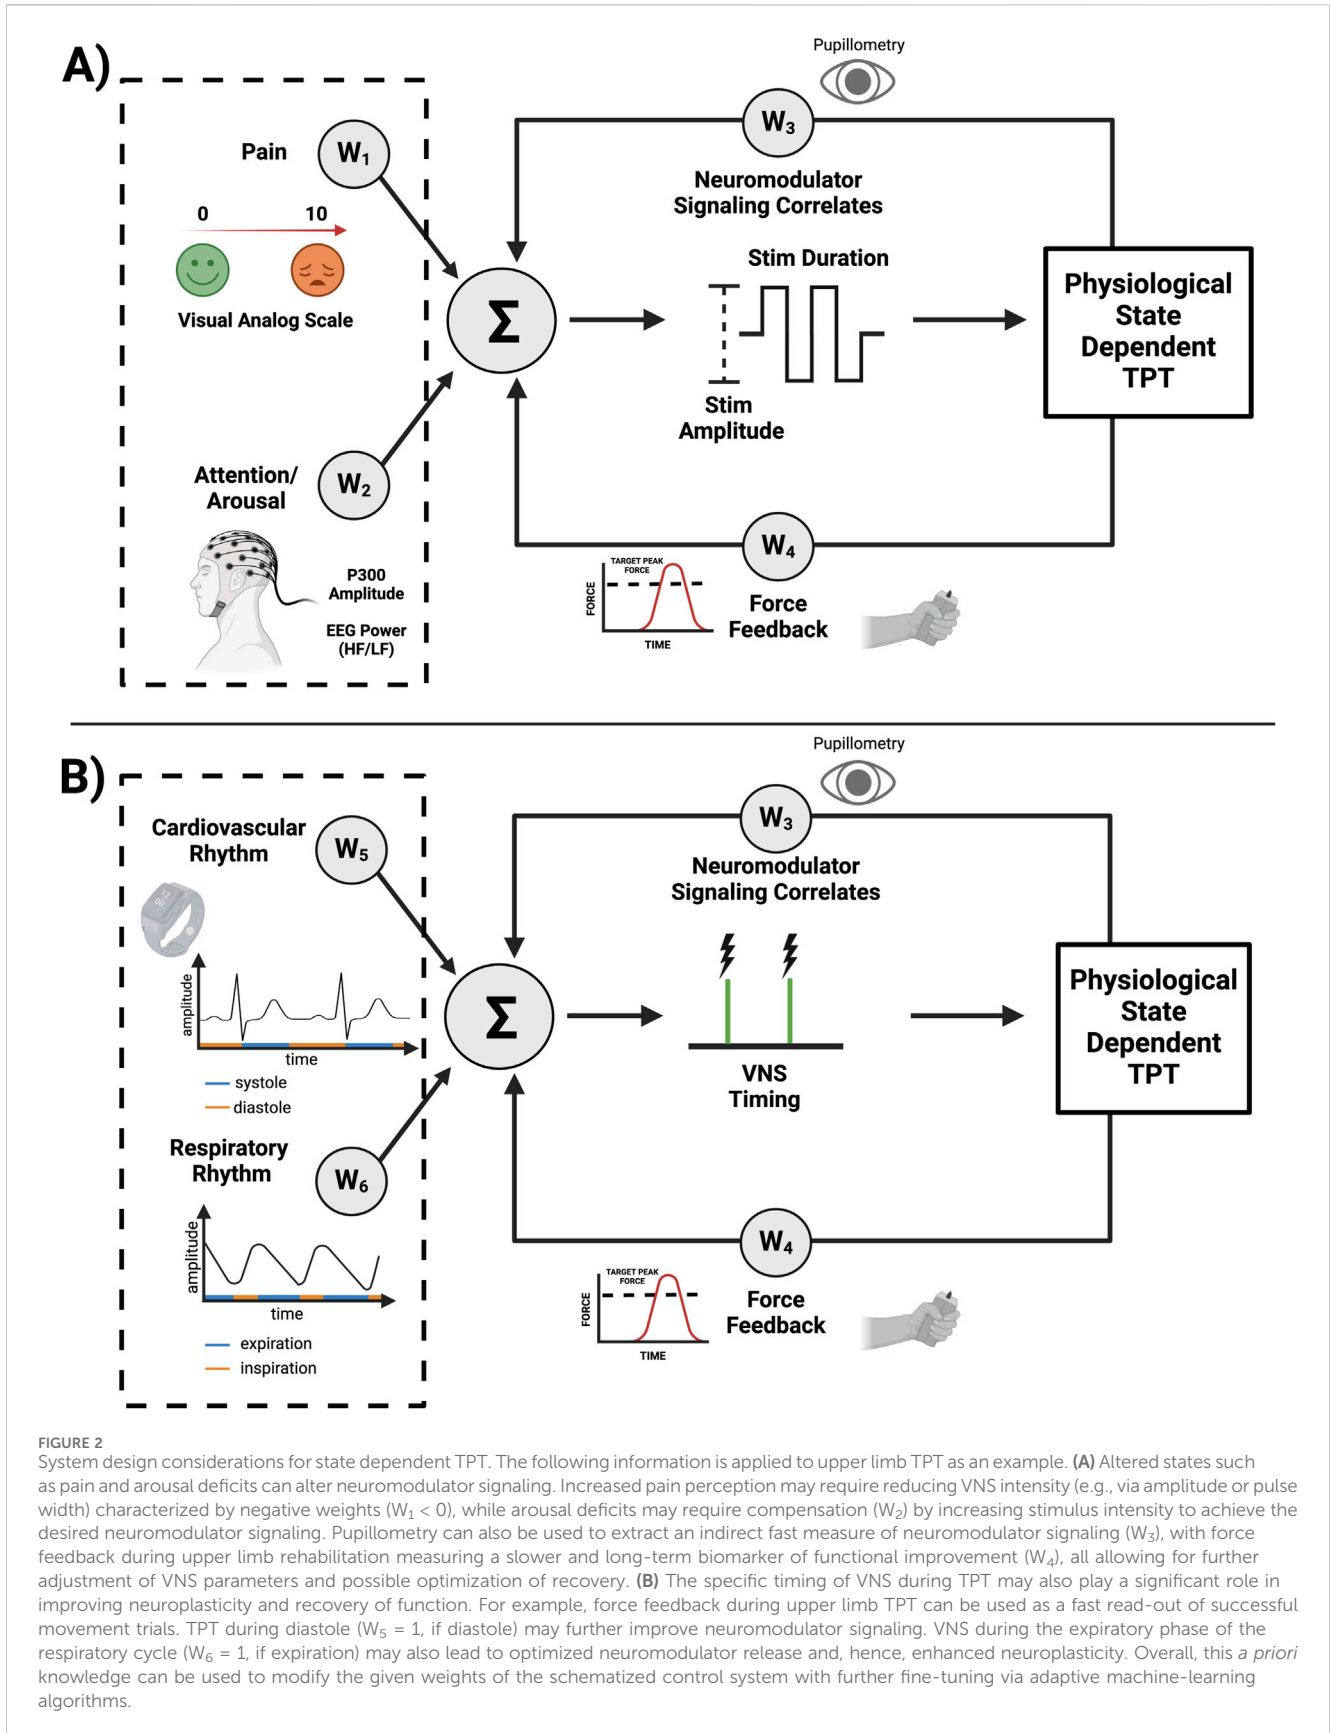 A)
Pupillometry
W3
Neuromodulator
Signaling Correlates
Pain
W1
0
10
Visual Analog Scale
Σ
Stim Duration
Stim
Amplitude
Physiological
State
Dependent
TPT
Attention/
Arousal
W2
P300
Amplitude
EEG Power
(HF/LF)
W4
TARGET PEAK
FORCE
FORCE
TIME
Force
Feedback
B)
Pupillometry
W3
Neuromodulator
Signaling Correlates
Cardiovascular
Rhythm
W5
amplitude
time
systole
diastole
Σ
VNS
Timing
Physiological
State
Dependent
TPT
Respiratory
Rhythm
W6
amplitude
time
expiration
inspiration
W4
TARGET PEAK
FORCE
FORCE
TIME
Force
Feedback
FIGURE 2
System design considerations for state dependent TPT. The following information is applied to upper limb TPT as an example. (A) Altered states such
as pain and arousal deficits can alter neuromodulator signaling. Increased pain perception may require reducing VNS intensity (e.g., via amplitude or pulse
width) characterized by negative weights (W1 < 0), while arousal deficits may require compensation (W2) by increasing stimulus intensity to achieve the
desired neuromodulator signaling. Pupillometry can also be used to extract an indirect fast measure of neuromodulator signaling (W3), with force
feedback during upper limb rehabilitation measuring a slower and long-term biomarker of functional improvement (W4), all allowing for further
adjustment of VNS parameters and possible optimization of recovery. (B) The specific timing of VNS during TPT may also play a significant role in
improving neuroplasticity and recovery of function. For example, force feedback during upper limb TPT can be used as a fast read-out of successful
movement trials. TPT during diastole (W5 = 1, if diastole) may further improve neuromodulator signaling. VNS during the expiratory phase of the
respiratory cycle (W6 = 1, if expiration) may also lead to optimized neuromodulator release and, hence, enhanced neuroplasticity. Overall, this a priori
knowledge can be used to modify the given weights of the schematized control system with further fine-tuning via adaptive machine-learning
algorithms.